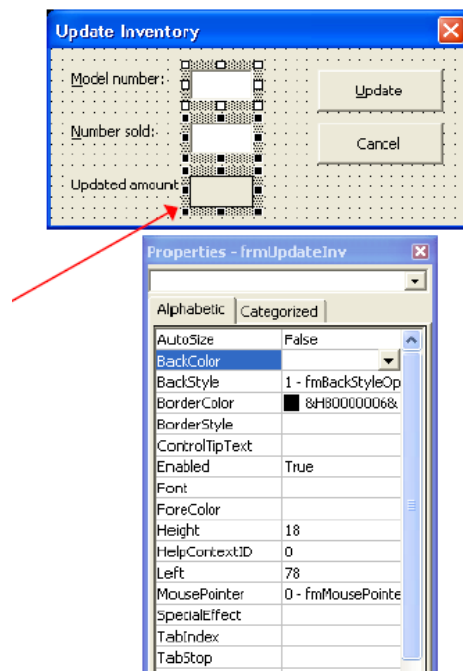 Update Inventory
Model number:
Update
Number sold:
Cancel
Updated amount
Properties - frmUpdateInv
Alphabetic Categorized
AutoSize False
BackColor
BackStyle 1 - fmBackStyleOp
BorderColor &H80000006&
BorderStyle
ControlTipText
Enabled True
Font
ForeColor
Height 18
HelpContextID 0
Left 78
MousePointer 0 - fmMousePointe
SpecialEffect
TabIndex
TabStop